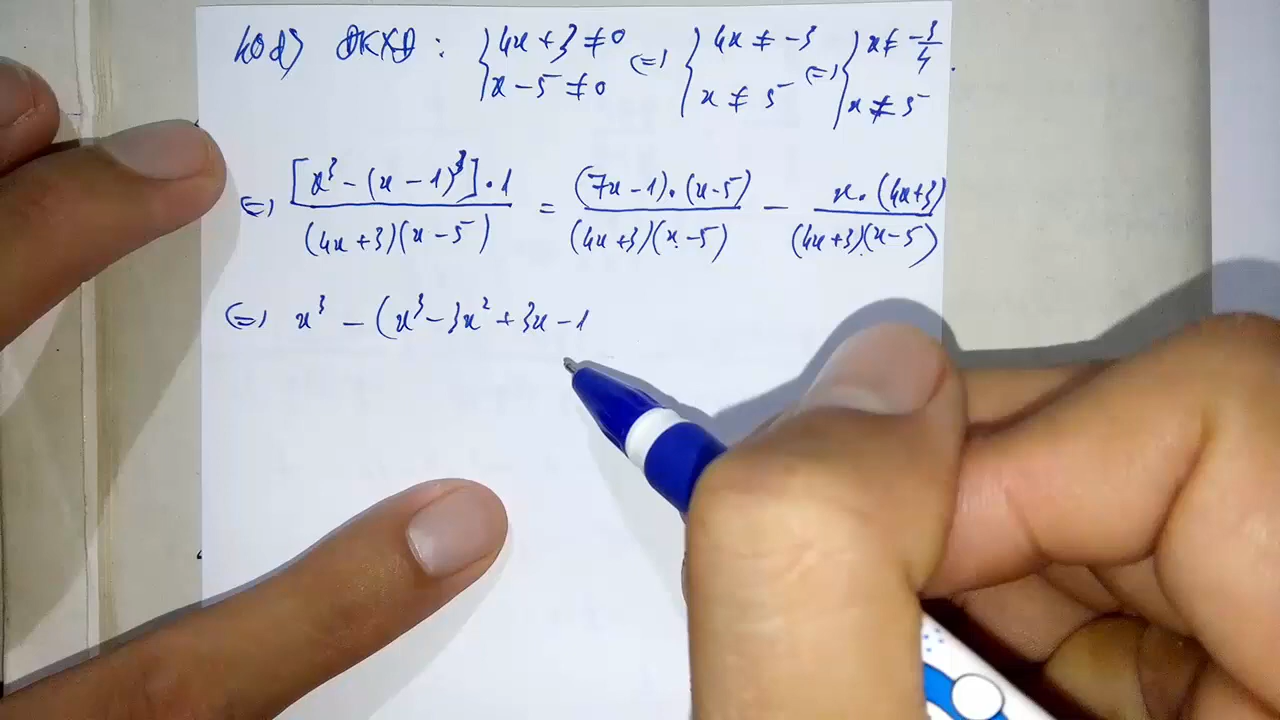 40d) ĐKXĐ: { 4x + 3 ≠ 0 ; x - 5 ≠ 0 (=) { 4x ≠ -3 ; x ≠ 5 (=) { x ≠ -3/4 ; x ≠ 5 .
(=) [x³ - (x - 1)³] . 1 / (4x+3)(x-5) = (7x-1).(x-5) / (4x+3)(x-5) - x.(4x+3) / (4x+3)(x-5)
(=) x³ - (x³ - 3x² + 3x - 1